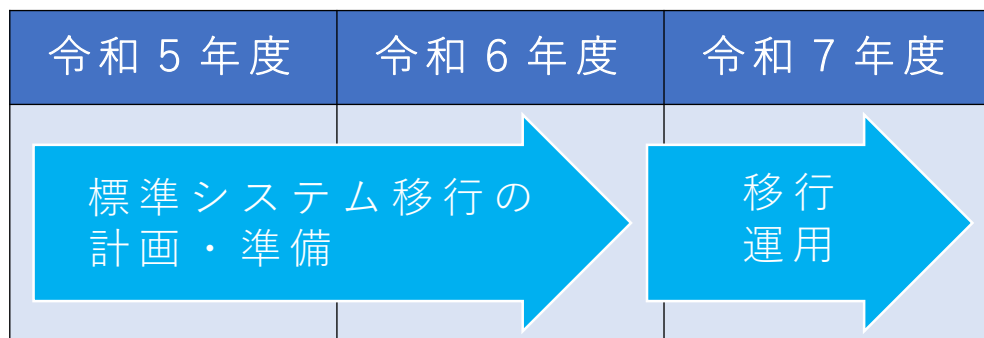 令和5年度
令和6年度
令和7年度
標準システム移行の
計画・準備
移行
運用